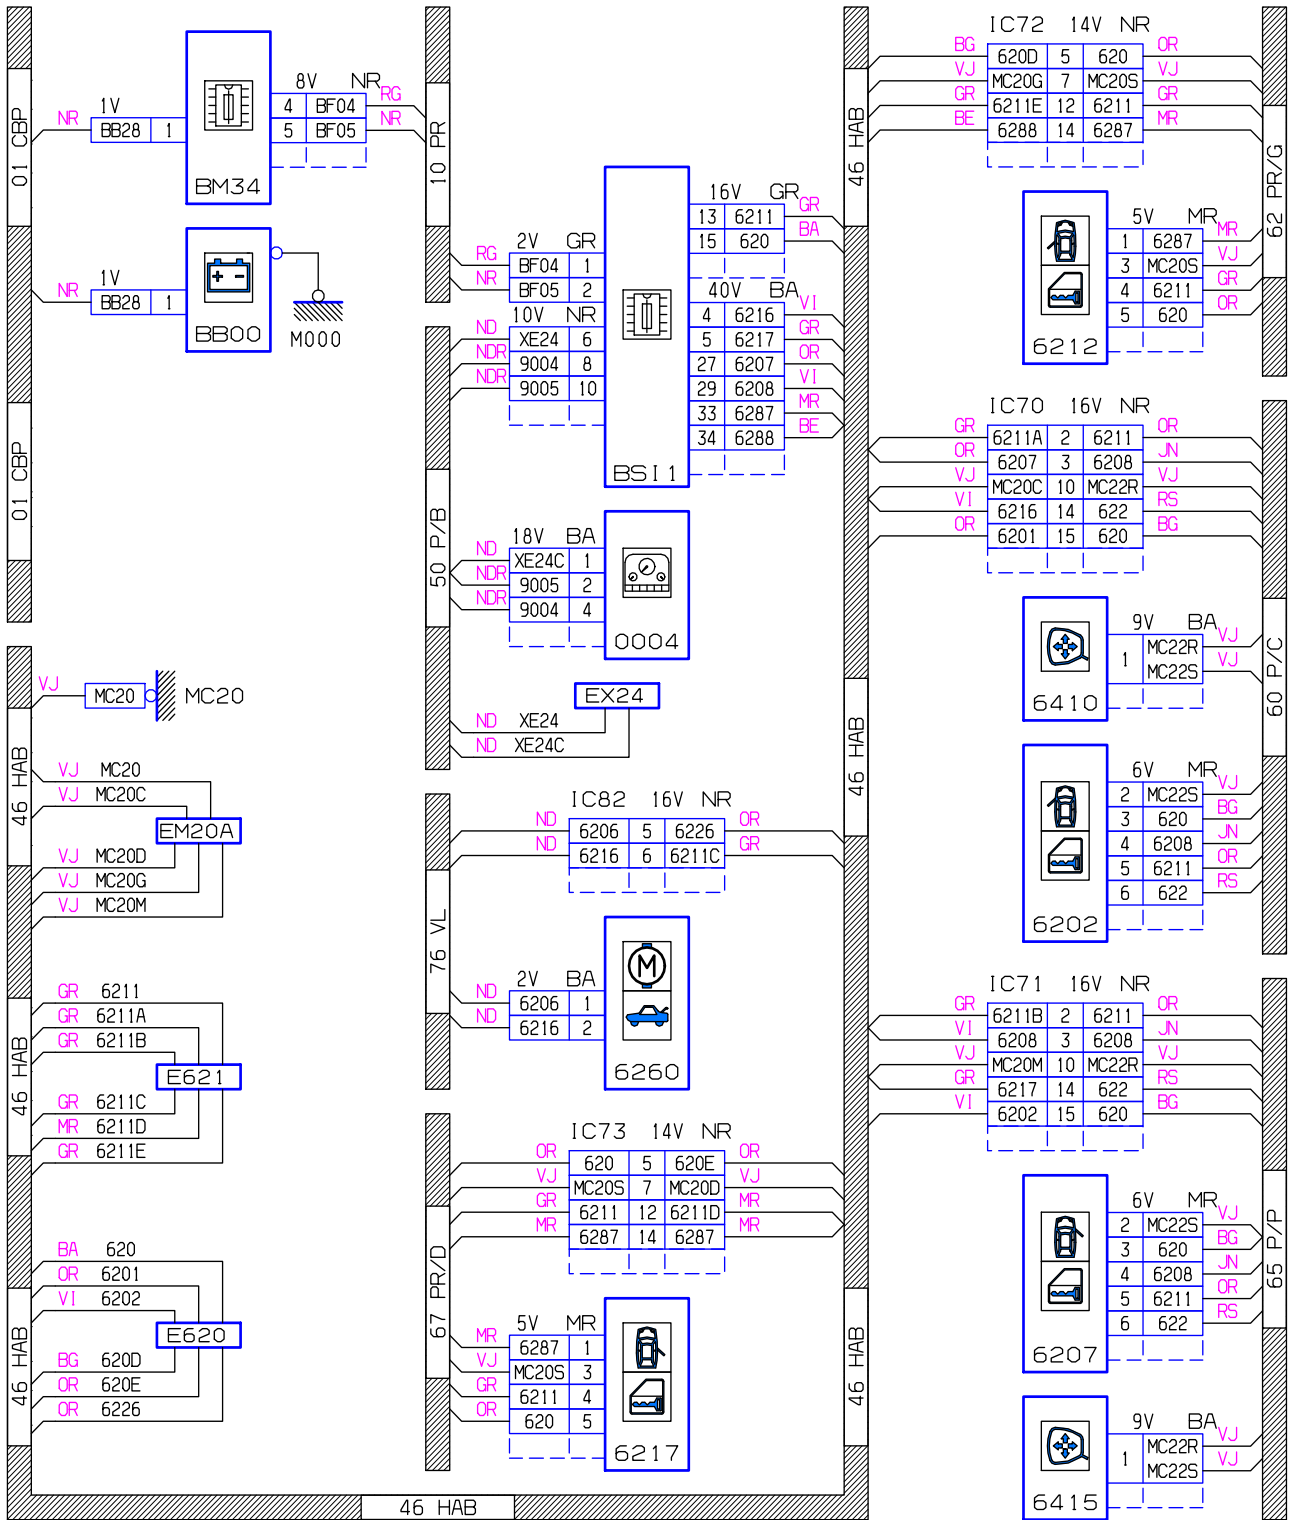 01 CBP
1V
NR BB28 1
BM34
8V NR
4 BF04 RG
5 BF05 NR
10 PR
1V
NR BB28 1
BB00
M000
01 CBP
2V GR
RG BF04 1
NR BF05 2
10V NR
ND XE24 6
NDR 9004 8
NDR 9005 10
BSI1
16V GR
13 6211 GR
15 620 BA
40V BA
4 6216 VI
5 6217 GR
27 6207 OR
29 6208 VI
33 6287 MR
34 6288 BE
50 P/B
18V BA
ND XE24C 1
NDR 9005 2
NDR 9004 4
0004
EX24
ND XE24
ND XE24C
46 HAB
IC72 14V NR
BG 620D 5 620 OR
VJ MC20G 7 MC20S VJ
GR 6211E 12 6211 GR
BE 6288 14 6287 MR
62 PR/G
5V MR
1 6287 MR
3 MC20S VJ
4 6211 GR
5 620 OR
6212
IC70 16V NR
GR 6211A 2 6211 OR
OR 6207 3 6208 JN
VJ MC20C 10 MC22R VJ
VI 6216 14 622 RS
OR 6201 15 620 BG
60 P/C
9V BA
1 MC22R VJ
MC22S VJ
6410
46 HAB
6V MR
2 MC22S VJ
3 620 BG
4 6208 JN
5 6211 OR
6 622 RS
6202
VJ MC20 MC20
46 HAB
VJ MC20
VJ MC20C
EM20A
VJ MC20D
VJ MC20G
VJ MC20M
IC82 16V NR
ND 6206 5 6226 OR
ND 6216 6 6211C GR
76 VL
2V BA
ND 6206 1
ND 6216 2
6260
46 HAB
GR 6211
GR 6211A
GR 6211B
E621
GR 6211C
MR 6211D
GR 6211E
IC71 16V NR
GR 6211B 2 6211 OR
VI 6208 3 6208 JN
VJ MC20M 10 MC22R VJ
GR 6217 14 622 RS
VI 6202 15 620 BG
IC73 14V NR
OR 620 5 620E OR
VJ MC20S 7 MC20D VJ
GR 6211 12 6211D MR
MR 6287 14 6287 MR
67 PR/D
65 P/P
6V MR
2 MC22S VJ
3 620 BG
4 6208 JN
5 6211 OR
6 622 RS
6207
46 HAB
BA 620
OR 6201
VI 6202
E620
BG 620D
OR 620E
OR 6226
5V MR
MR 6287 1
VJ MC20S 3
GR 6211 4
OR 620 5
6217
46 HAB
9V BA
1 MC22R VJ
MC22S VJ
6415
46 HAB